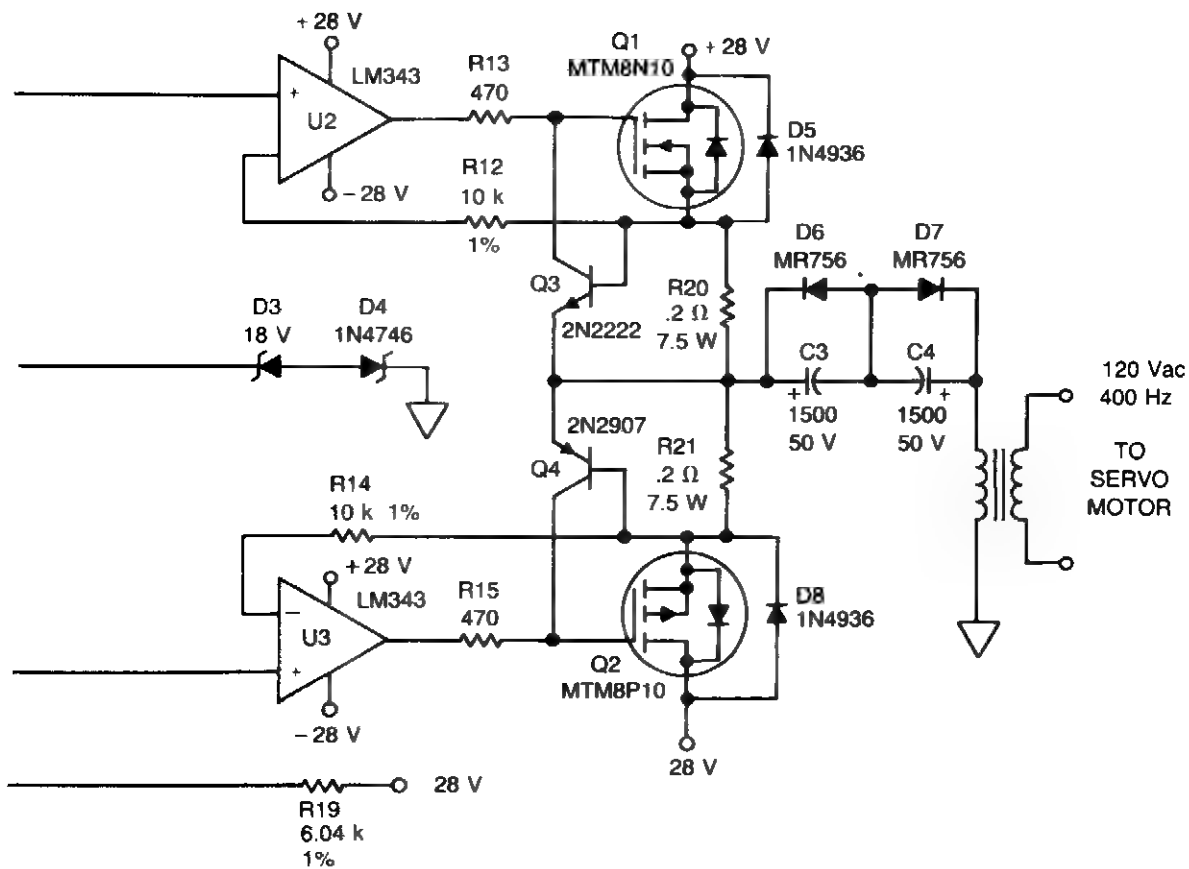 +28 V
LM343
+
U2
−28 V
R13
470
R12
10 k
1%
Q1
MTM8N10
+28 V
D5
1N4936
Q3
2N2222
R20
.2 Ω
7.5 W
D6
MR756
D7
MR756
C3
+
1500
50 V
C4
+
1500
50 V
D3
18 V
D4
1N4746
120 Vac
400 Hz
TO
SERVO
MOTOR
2N2907
Q4
R21
.2 Ω
7.5 W
R14
10 k 1%
+28 V
LM343
−
U3
+
−28 V
R15
470
Q2
MTM8P10
D8
1N4936
28 V
28 V
R19
6.04 k
1%